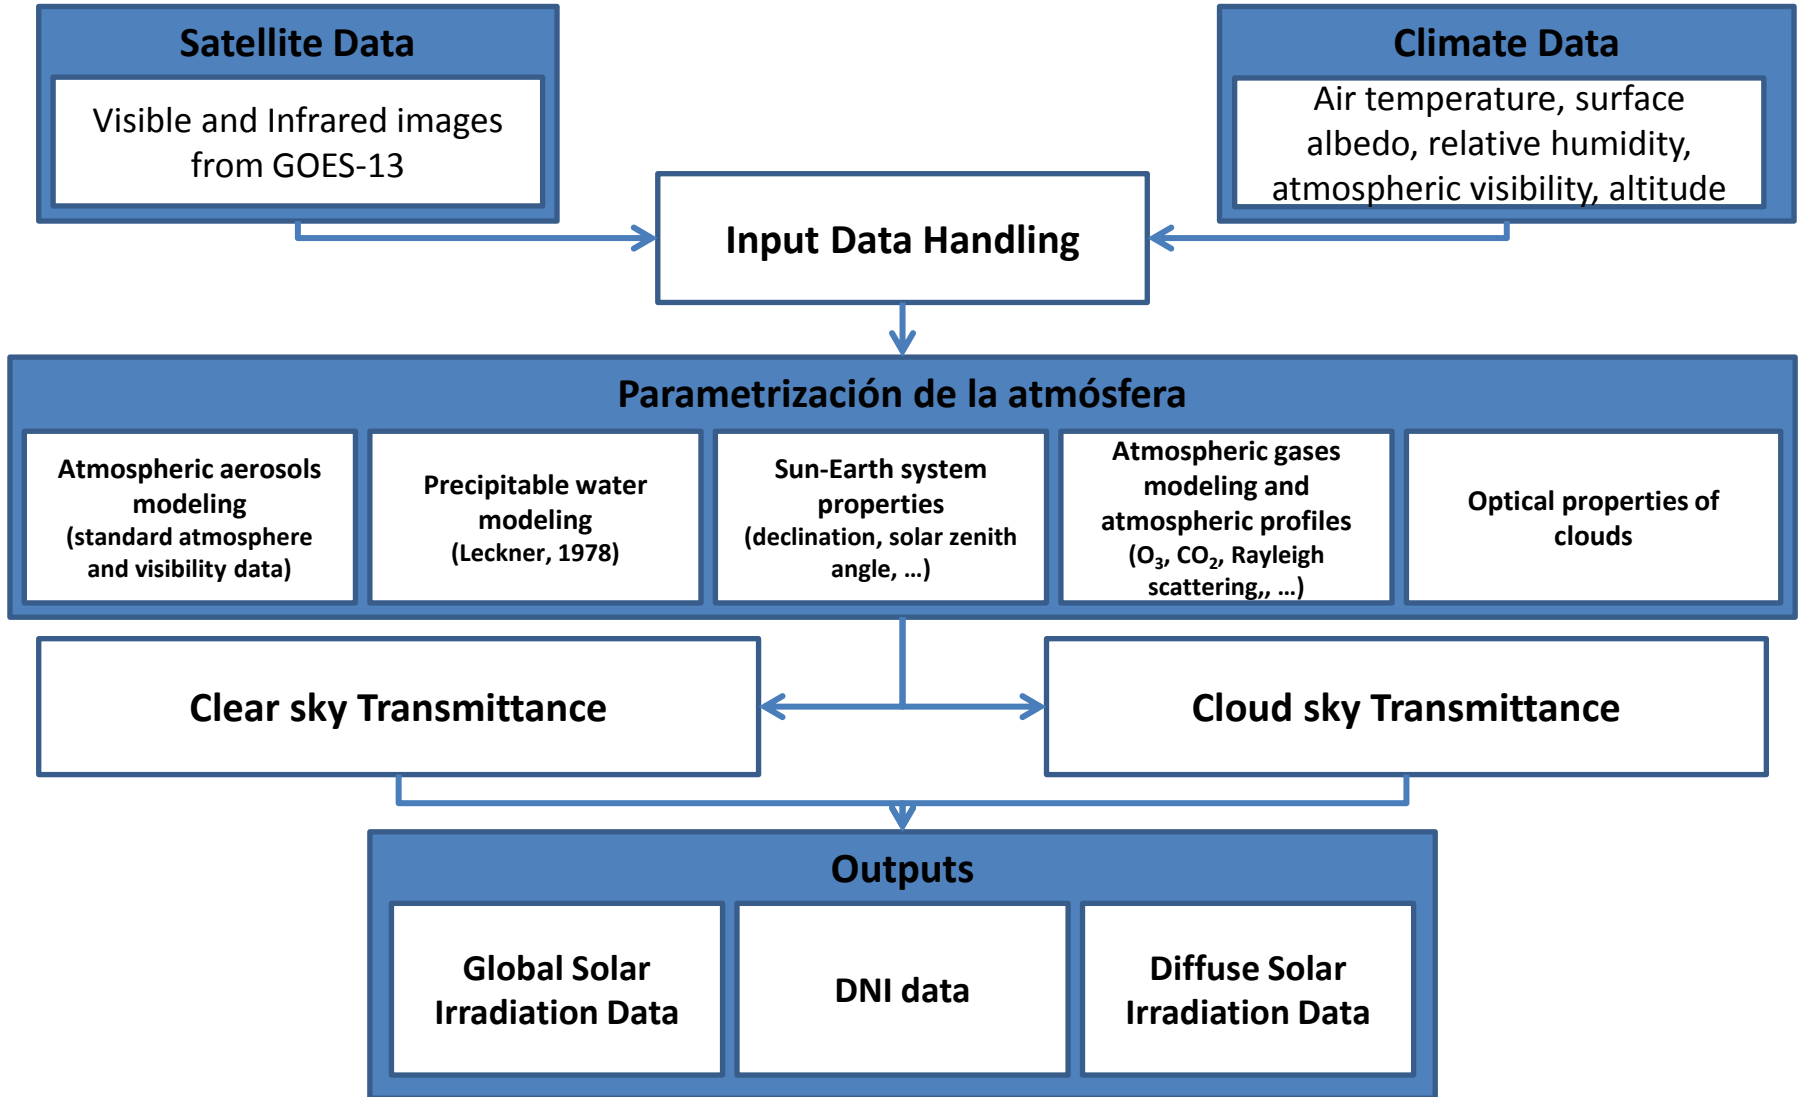 Satellite Data
Visible and Infrared images
from GOES-13
Climate Data
Air temperature, surface
albedo, relative humidity,
atmospheric visibility, altitude
Input Data Handling
Parametrización de la atmósfera
Atmospheric aerosols
modeling
(standard atmosphere
and visibility data)
Precipitable water
modeling
(Leckner, 1978)
Sun-Earth system
properties
(declination, solar zenith
angle, ...)
Atmospheric gases
modeling and
atmospheric profiles
(O₃, CO₂, Rayleigh
scattering,, ...)
Optical properties of
clouds
Clear sky Transmittance
Cloud sky Transmittance
Outputs
Global Solar
Irradiation Data
DNI data
Diffuse Solar
Irradiation Data